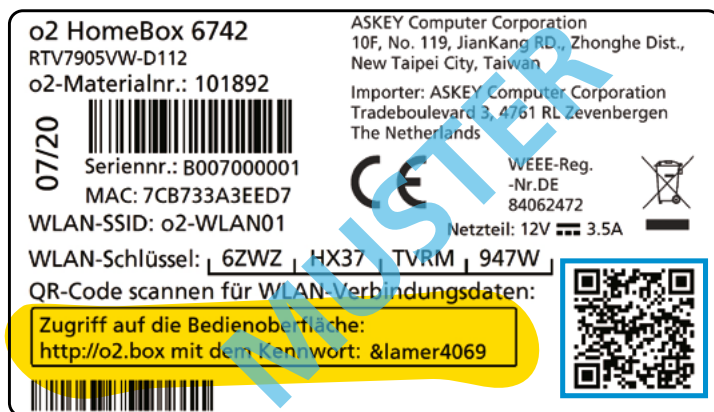 o2 HomeBox 6742
RTV7905VW-D112
o2-Materialnr.: 101892
07/20
Seriennr.: B007000001
MAC: 7CB733A3EED7
WLAN-SSID: o2-WLAN01
ASKEY Computer Corporation
10F, No. 119, JianKang RD., Zhonghe Dist.,
New Taipei City, Taiwan
Importer: ASKEY Computer Corporation
Tradeboulevard 3, 4761 RL Zevenbergen
The Netherlands
CE
WEEE-Reg.
-Nr.DE
84062472
Netzteil: 12V 3.5A
WLAN-Schlüssel: 6ZWZ HX37 TVRM 947W
QR-Code scannen für WLAN-Verbindungsdaten:
Zugriff auf die Bedienoberfläche:
http://o2.box mit dem Kennwort: &lamer4069
MUSTER